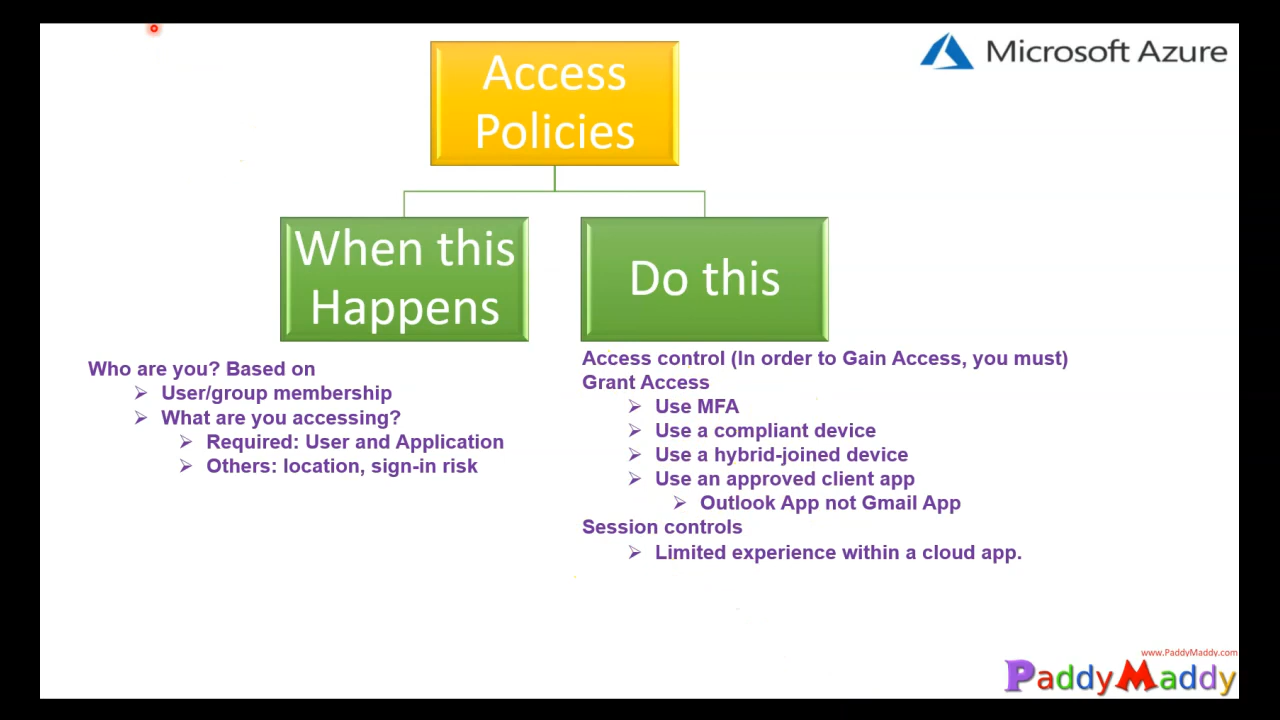 Microsoft Azure
Access
Policies
When this
Happens
Do this
Who are you? Based on
User/group membership
What are you accessing?
Required: User and Application
Others: location, sign-in risk
Access control (In order to Gain Access, you must)
Grant Access
Use MFA
Use a compliant device
Use a hybrid-joined device
Use an approved client app
Outlook App not Gmail App
Session controls
Limited experience within a cloud app.
www.PaddyMaddy.com
PaddyMaddy